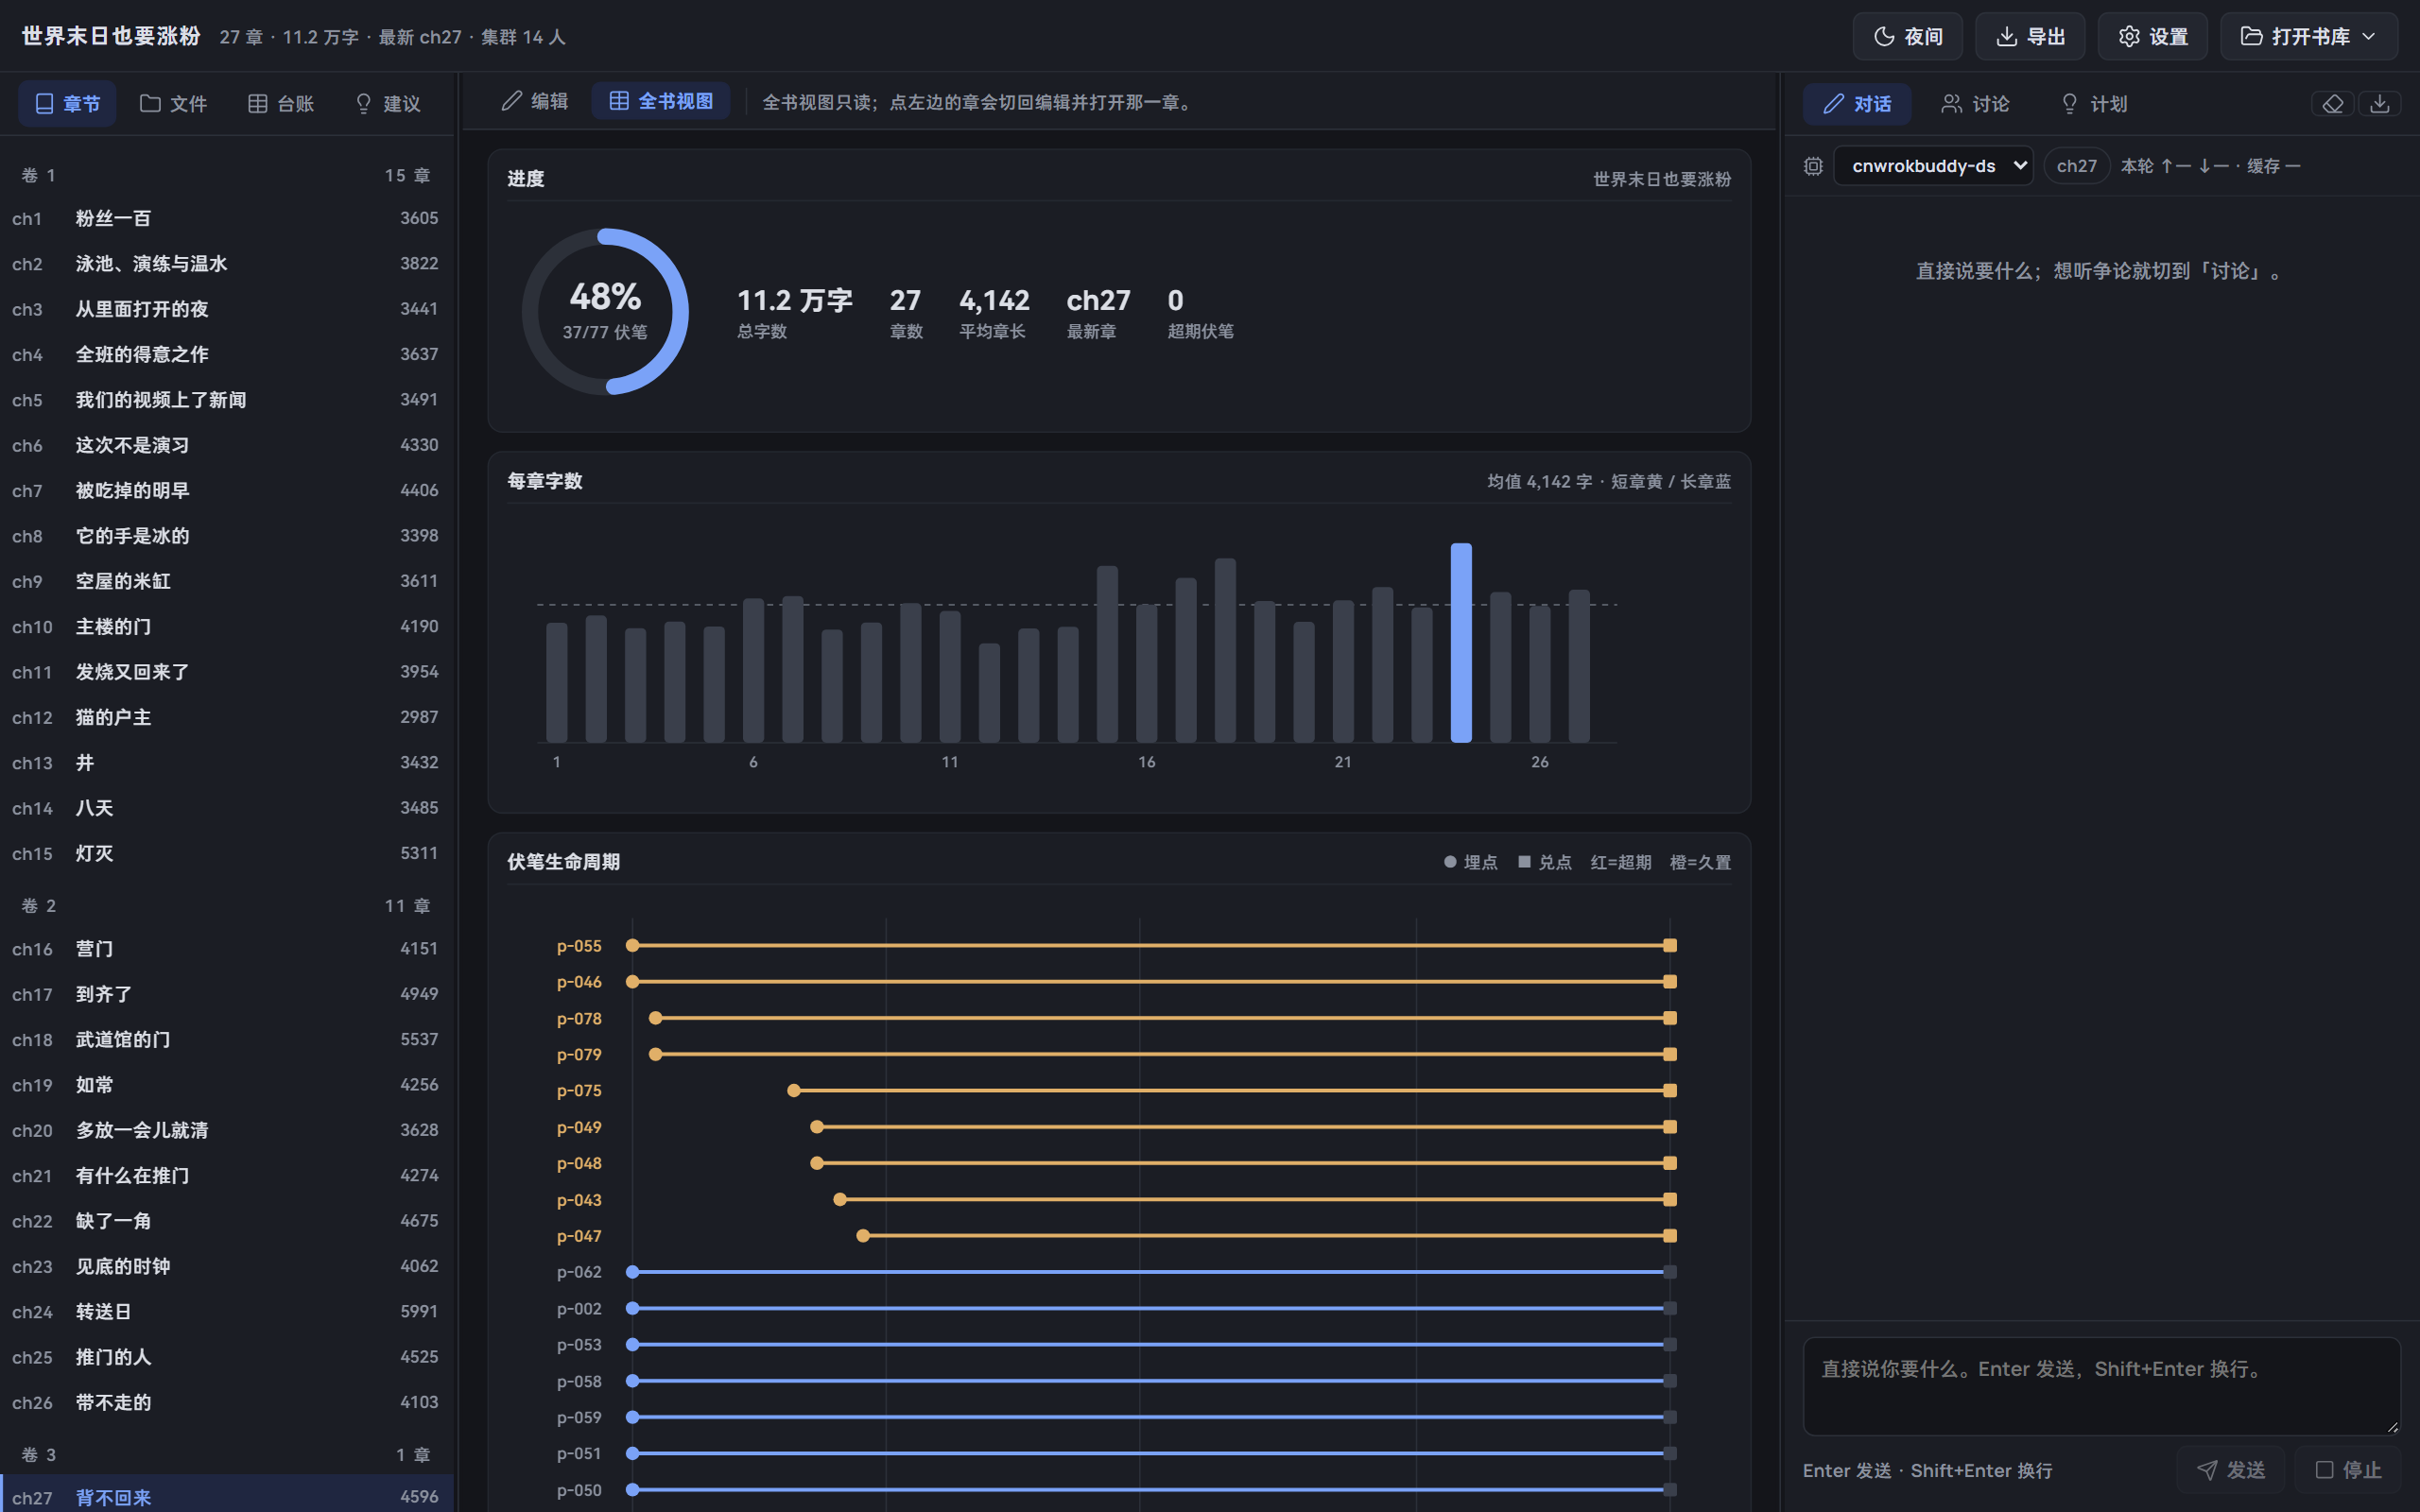 世界末日也要涨粉 27 章 · 11.2 万字 · 最新 ch27 · 集群 14 人
夜间 导出 设置 打开书库
章节 文件 台账 建议
卷 1 15 章
ch1 粉丝一百 3605
ch2 泳池、演练与温水 3822
ch3 从里面打开的夜 3441
ch4 全班的得意之作 3637
ch5 我们的视频上了新闻 3491
ch6 这次不是演习 4330
ch7 被吃掉的明早 4406
ch8 它的手是冰的 3398
ch9 空屋的米缸 3611
ch10 主楼的门 4190
ch11 发烧又回来了 3954
ch12 猫的户主 2987
ch13 井 3432
ch14 八天 3485
ch15 灯灭 5311
卷 2 11 章
ch16 营门 4151
ch17 到齐了 4949
ch18 武道馆的门 5537
ch19 如常 4256
ch20 多放一会儿就清 3628
ch21 有什么在推门 4274
ch22 缺了一角 4675
ch23 见底的时钟 4062
ch24 转送日 5991
ch25 推门的人 4525
ch26 带不走的 4103
卷 3 1 章
ch27 背不回来 4596
编辑 全书视图 全书视图只读；点左边的章会切回编辑并打开那一章。
进度 世界末日也要涨粉
48%
37/77 伏笔
11.2 万字 27 4,142 ch27 0
总字数 章数 平均章长 最新章 超期伏笔
每章字数 均值 4,142 字 · 短章黄 / 长章蓝
1 6 11 16 21 26
伏笔生命周期 埋点 兑点 红=超期 橙=久置
p-055
p-046
p-078
p-079
p-075
p-049
p-048
p-043
p-047
p-062
p-002
p-053
p-058
p-059
p-051
p-050
对话 讨论 计划
cnwrokbuddy-ds ch27 本轮 ↑— ↓— · 缓存 —
直接说要什么；想听争论就切到「讨论」。
直接说你要什么。Enter 发送，Shift+Enter 换行。
Enter 发送 · Shift+Enter 换行 发送 停止